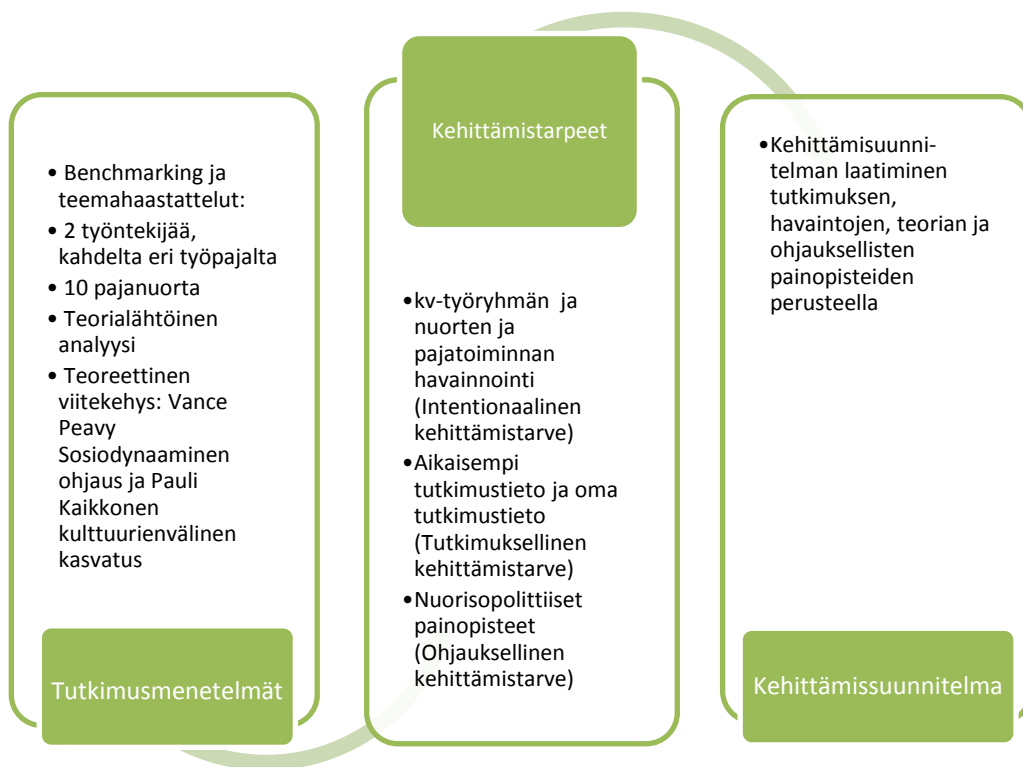 • Benchmarking ja
teemahaastattelut:
• 2 työntekijää,
kahdelta eri työpajalta
• 10 pajanuorta
• Teorialähtöinen
analyysi
• Teoreettinen
viitekehys: Vance
Peavy
Sosiodynaaminen
ohjaus ja Pauli
Kaikkonen
kulttuurienvälinen
kasvatus
Tutkimusmenetelmät
Kehittämistarpeet
•kv-työryhmän ja
nuorten ja
pajatoiminnan
havainnointi
(Intentionaalinen
kehittämistarve)
•Aikaisempi
tutkimustieto ja oma
tutkimustieto
(Tutkimuksellinen
kehittämistarve)
•Nuorisopolittiiset
painopisteet
(Ohjauksellinen
kehittämistarve)
•Kehittämisuunni-
telman laatiminen
tutkimuksen,
havaintojen, teorian ja
ohjauksellisten
painopisteiden
perusteella
Kehittämissuunnitelma